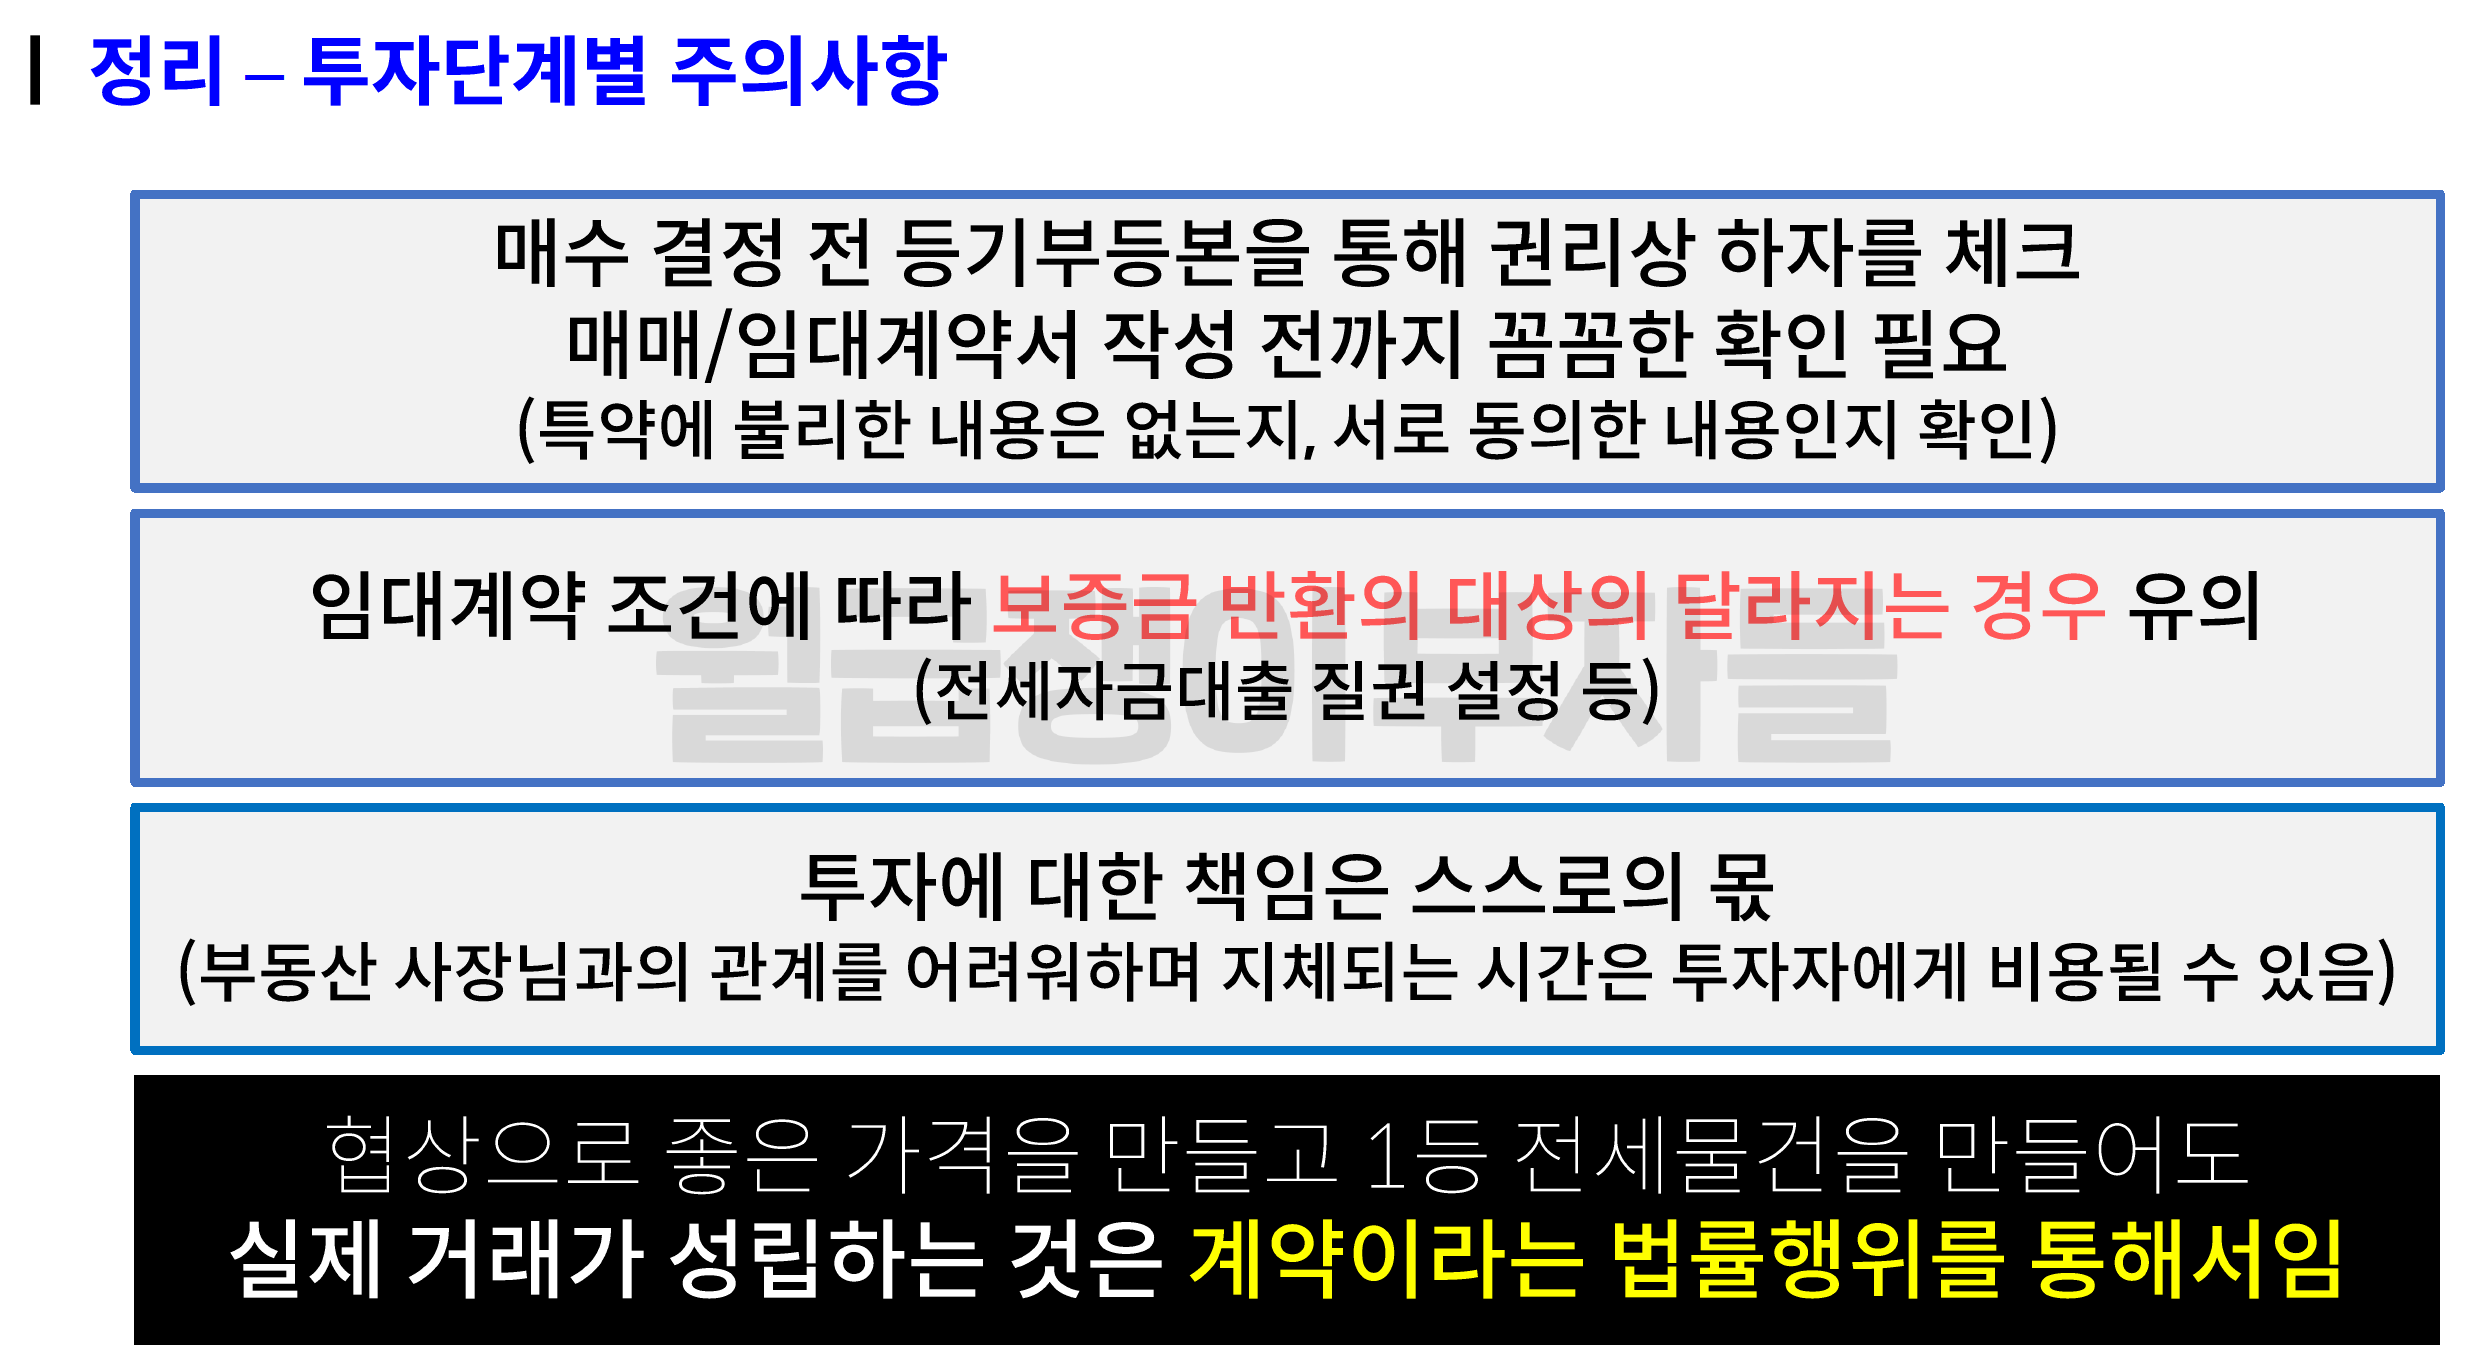 정리 – 투자단계별 주의사항
매수 결정 전 등기부등본을 통해 권리상 하자를 체크
매매/임대계약서 작성 전까지 꼼꼼한 확인 필요
(특약에 불리한 내용은 없는지, 서로 동의한 내용인지 확인)
임대계약 조건에 따라 보증금 반환의 대상의 달라지는 경우 유의
(전세자금대출 질권 설정 등)
월급쟁이부자들
투자에 대한 책임은 스스로의 몫
(부동산 사장님과의 관계를 어려워하며 지체되는 시간은 투자자에게 비용될 수 있음)
협상으로 좋은 가격을 만들고 1등 전세물건을 만들어도
실제 거래가 성립하는 것은 계약이라는 법률행위를 통해서임